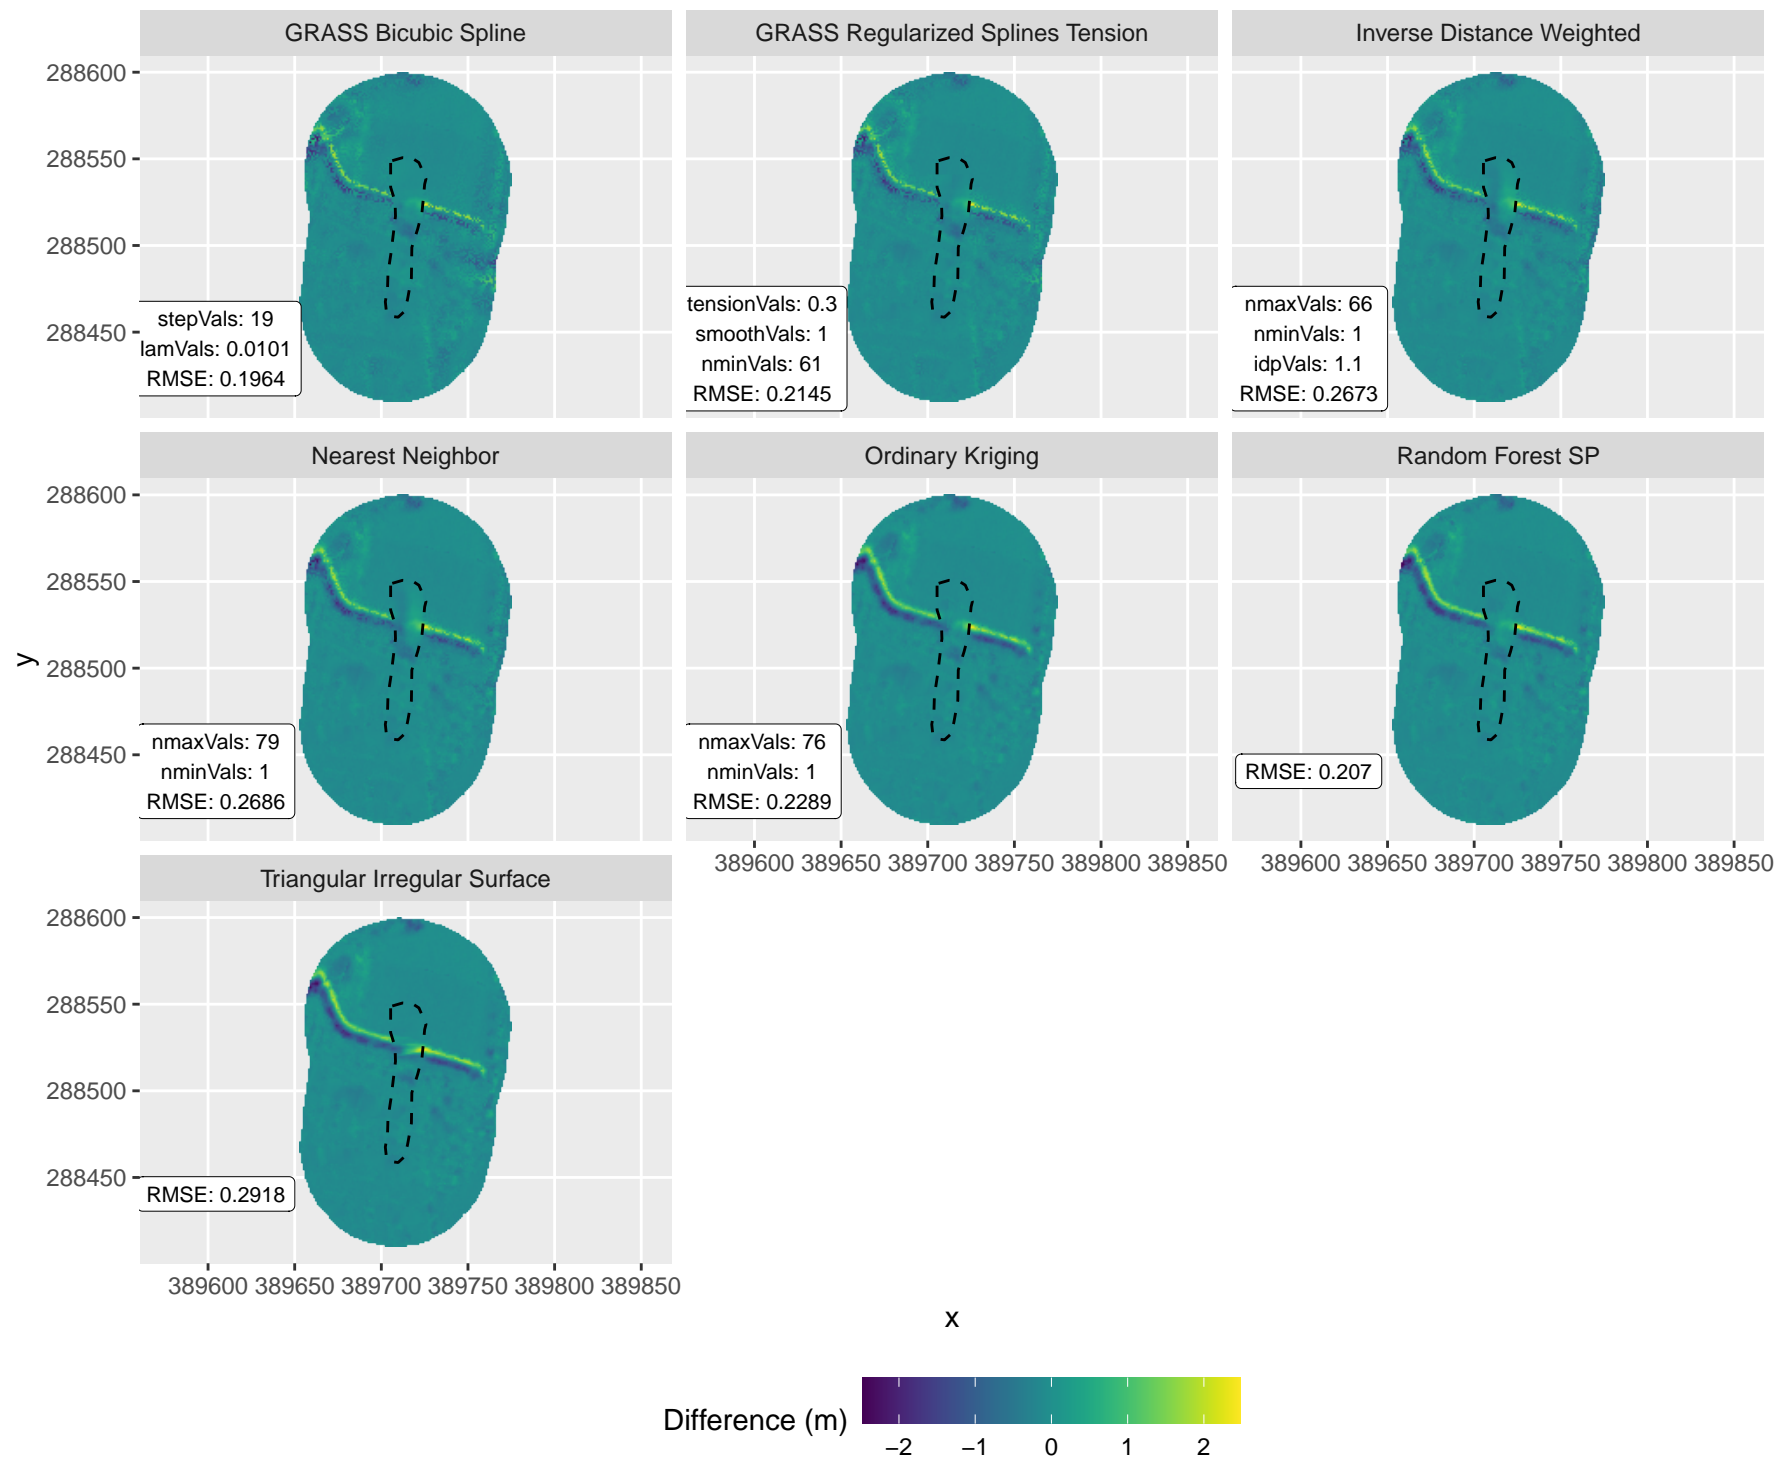 GRASS Bicubic Spline
GRASS Regularized Splines Tension
Inverse Distance Weighted
288600
288550
288500
288450
stepVals: 19
lamVals: 0.0101
RMSE: 0.1964
tensionVals: 0.3
smoothVals: 1
nminVals: 61
RMSE: 0.2145
nmaxVals: 66
nminVals: 1
idpVals: 1.1
RMSE: 0.2673
Nearest Neighbor
Ordinary Kriging
Random Forest SP
288600
288550
288500
288450
nmaxVals: 79
nminVals: 1
RMSE: 0.2686
nmaxVals: 76
nminVals: 1
RMSE: 0.2289
RMSE: 0.207
389600 389650 389700 389750 389800 389850
389600 389650 389700 389750 389800 389850
y
Triangular Irregular Surface
288600
288550
288500
288450
RMSE: 0.2918
389600 389650 389700 389750 389800 389850
x
Difference (m)
−2 −1 0 1 2